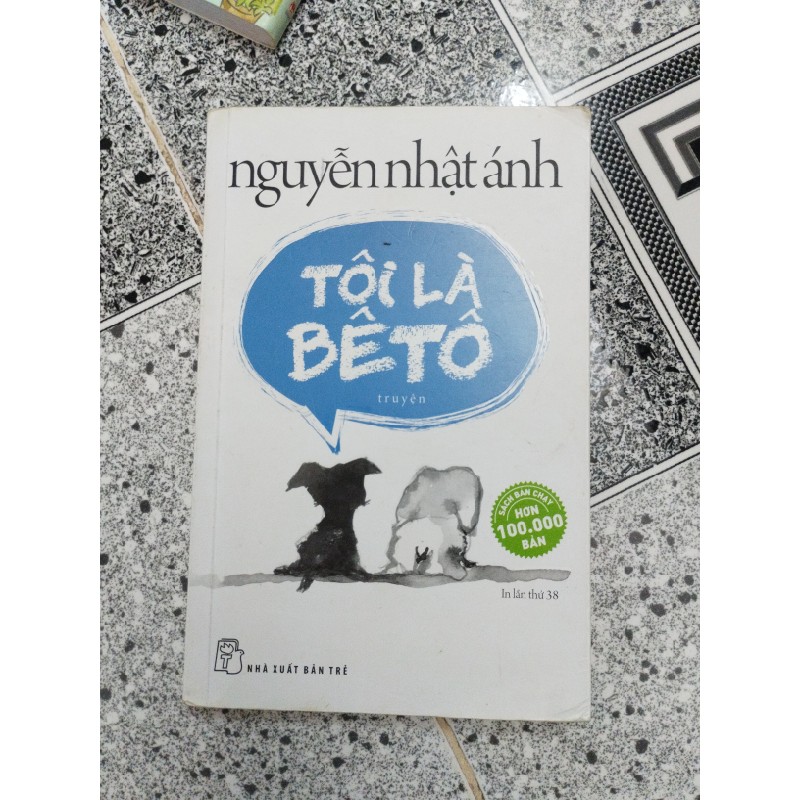 nguyễn nhật ánh
TÔI LÀ
BÊTÔ
truyện
SÁCH BÁN CHẠY
HƠN
100.000
BẢN
In lần thứ 38
NHÀ XUẤT BẢN TRẺ